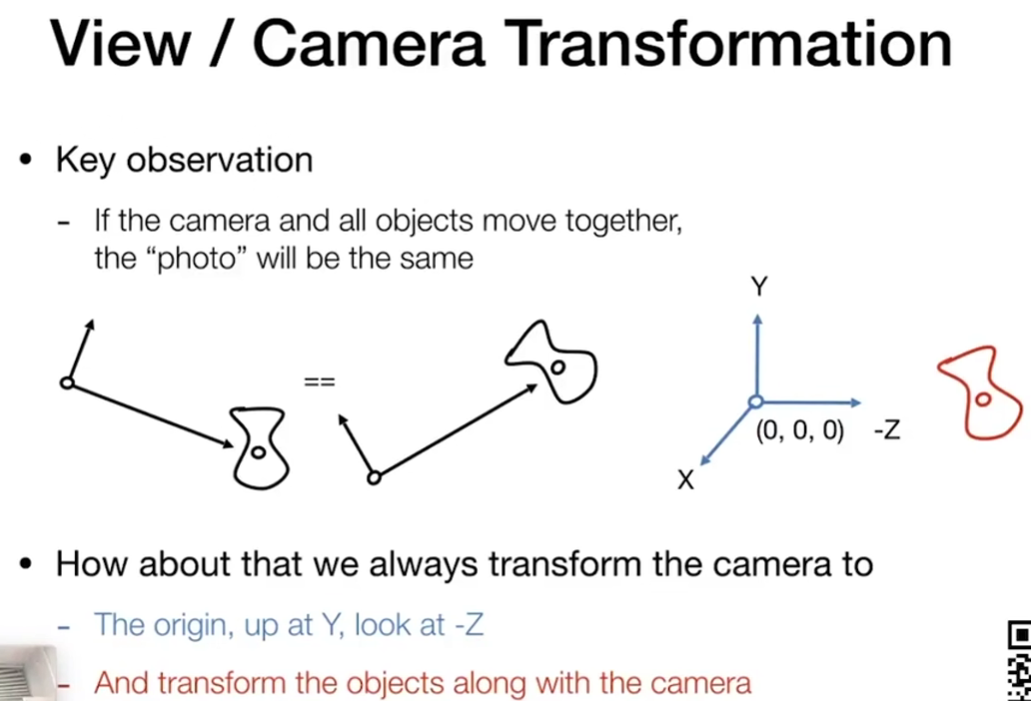 View / Camera Transformation
• Key observation
- If the camera and all objects move together,
the “photo” will be the same
==
Y
(0, 0, 0) -Z
X
• How about that we always transform the camera to
- The origin, up at Y, look at -Z
- And transform the objects along with the camera